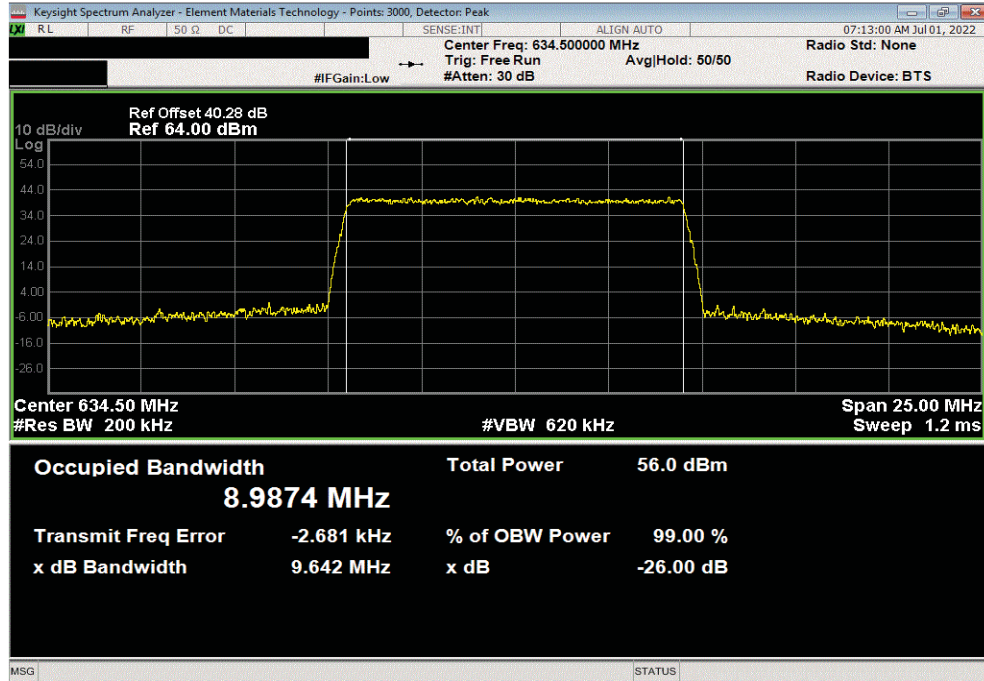 Keysight Spectrum Analyzer - Element Materials Technology - Points: 3000, Detector: Peak
LXI RL RF 50 Ω DC SENSE:INT ALIGN AUTO 07:13:00 AM Jul 01, 2022
Center Freq: 634.500000 MHz Radio Std: None
Trig: Free Run Avg|Hold: 50/50
#IFGain:Low #Atten: 30 dB Radio Device: BTS
Ref Offset 40.28 dB
10 dB/div Ref 64.00 dBm
Log
54.0
44.0
34.0
24.0
14.0
4.00
-6.00
-16.0
-26.0
Center 634.50 MHz Span 25.00 MHz
#Res BW 200 kHz #VBW 620 kHz Sweep 1.2 ms
Occupied Bandwidth Total Power 56.0 dBm
8.9874 MHz
Transmit Freq Error -2.681 kHz % of OBW Power 99.00 %
x dB Bandwidth 9.642 MHz x dB -26.00 dB
MSG STATUS